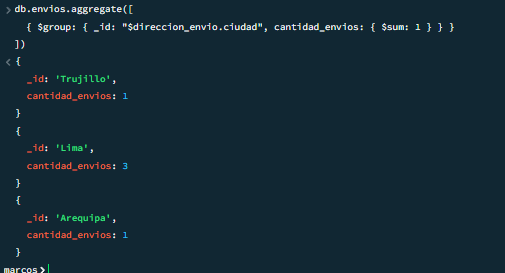 > db.envios.aggregate([
{ $group: { _id: "$direccion_envio.ciudad", cantidad_envios: { $sum: 1 } } }
])
< {
_id: 'Trujillo',
cantidad_envios: 1
}
{
_id: 'Lima',
cantidad_envios: 3
}
{
_id: 'Arequipa',
cantidad_envios: 1
}
marcos>